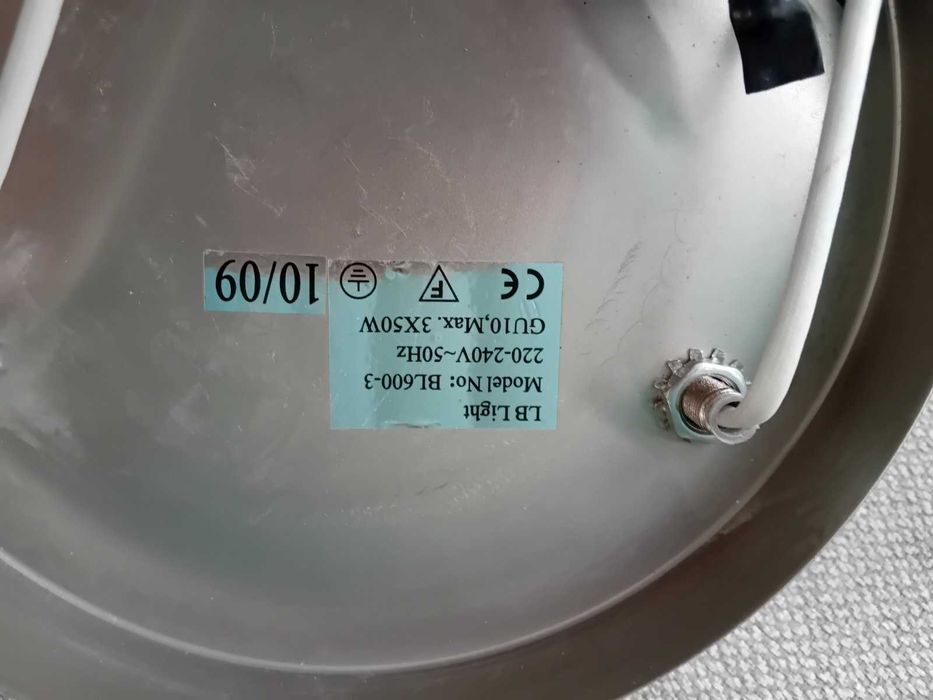 LB Light
Model No: BL600-3
220-240V~50Hz
GU10,Max. 3X50W
CE F
10/09